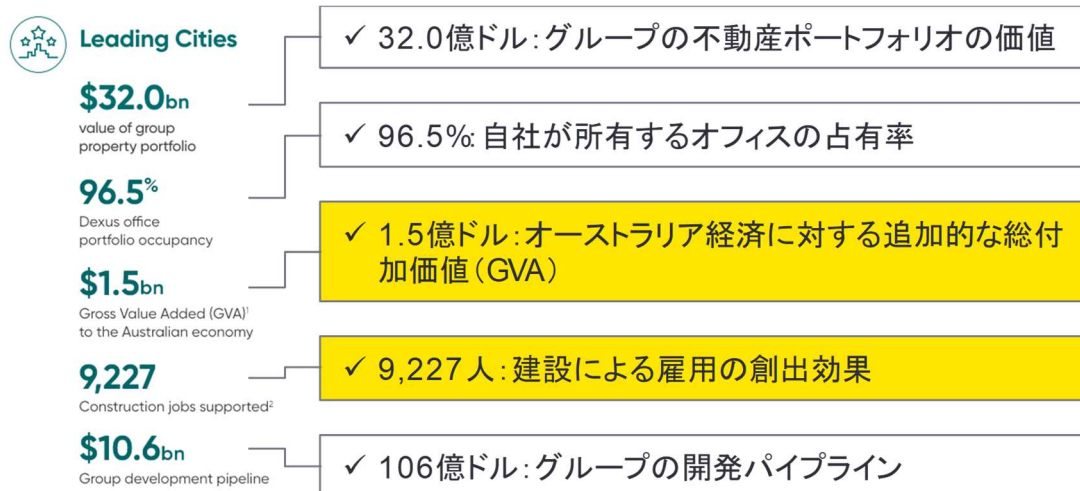 Leading Cities
$32.0bn
value of group
property portfolio
96.5%
Dexus office
portfolio occupancy
$1.5bn
Gross Value Added (GVA)¹
to the Australian economy
9,227
Construction jobs supported²
$10.6bn
Group development pipeline
✓ 32.0億ドル：グループの不動産ポートフォリオの価値
✓ 96.5%: 自社が所有するオフィスの占有率
✓ 1.5億ドル：オーストラリア経済に対する追加的な総付
加価値（GVA）
✓ 9,227人：建設による雇用の創出効果
✓ 106億ドル：グループの開発パイプライン